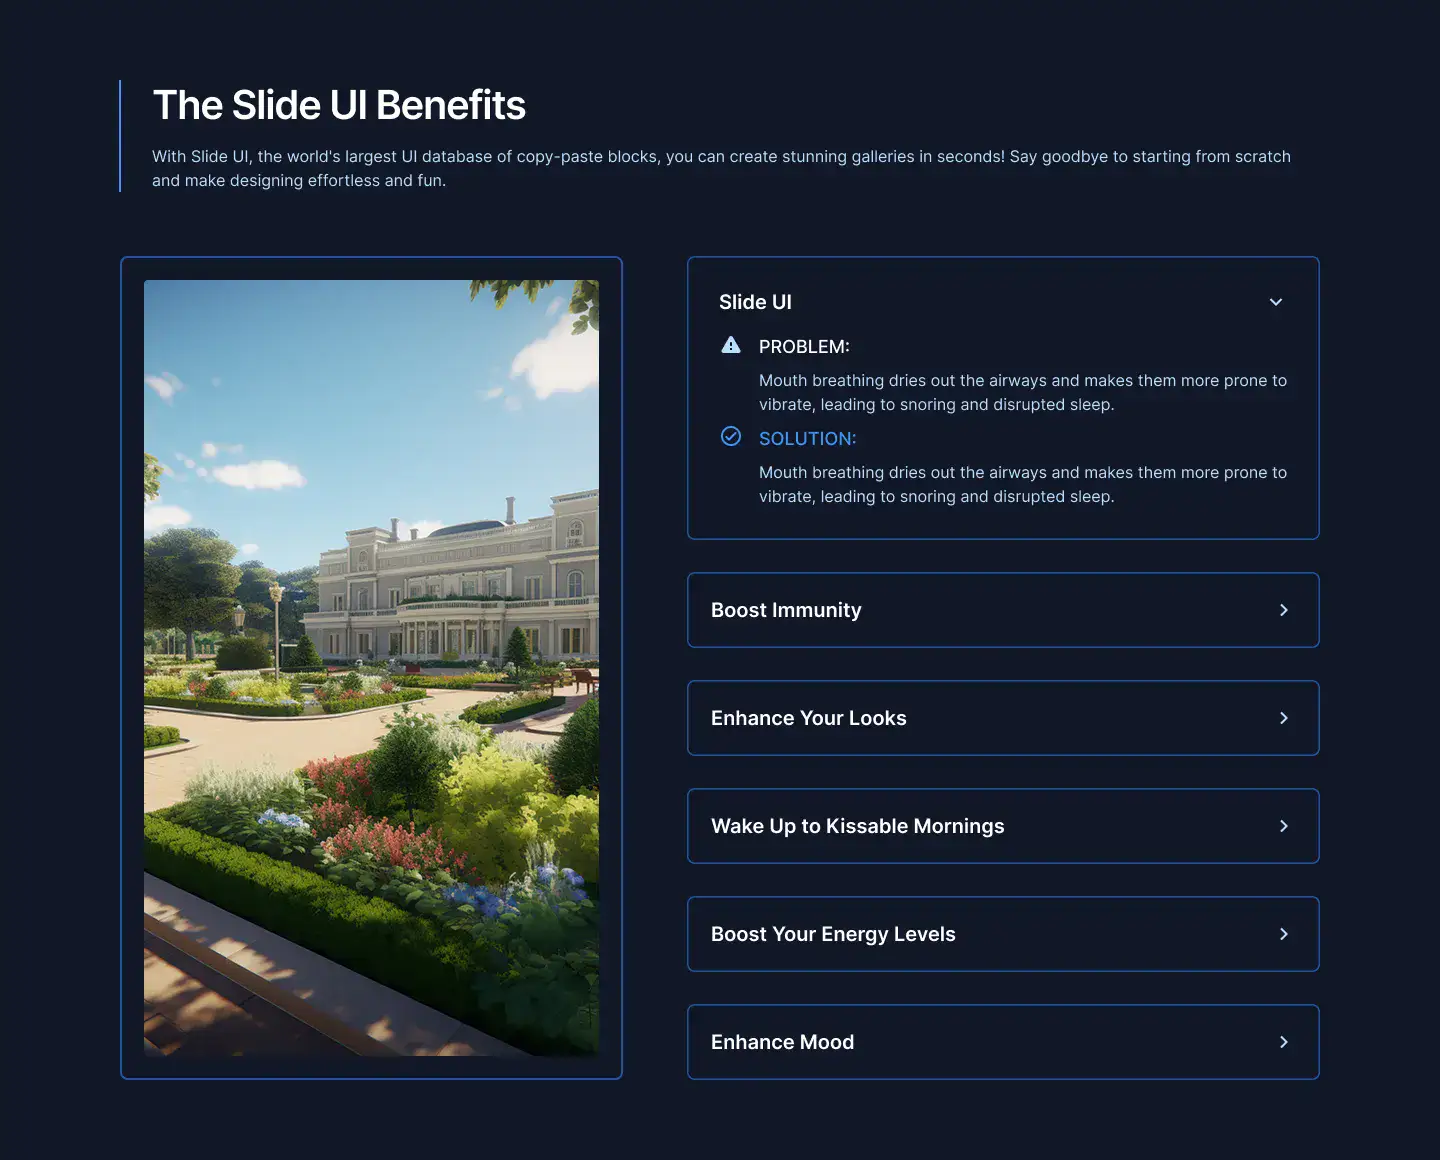 The Slide UI Benefits
With Slide UI, the world's largest UI database of copy-paste blocks, you can create stunning galleries in seconds! Say goodbye to starting from scratch
and make designing effortless and fun.
Slide UI
PROBLEM:
Mouth breathing dries out the airways and makes them more prone to
vibrate, leading to snoring and disrupted sleep.
SOLUTION:
Mouth breathing dries out the airways and makes them more prone to
vibrate, leading to snoring and disrupted sleep.
Boost Immunity
Enhance Your Looks
Wake Up to Kissable Mornings
Boost Your Energy Levels
Enhance Mood